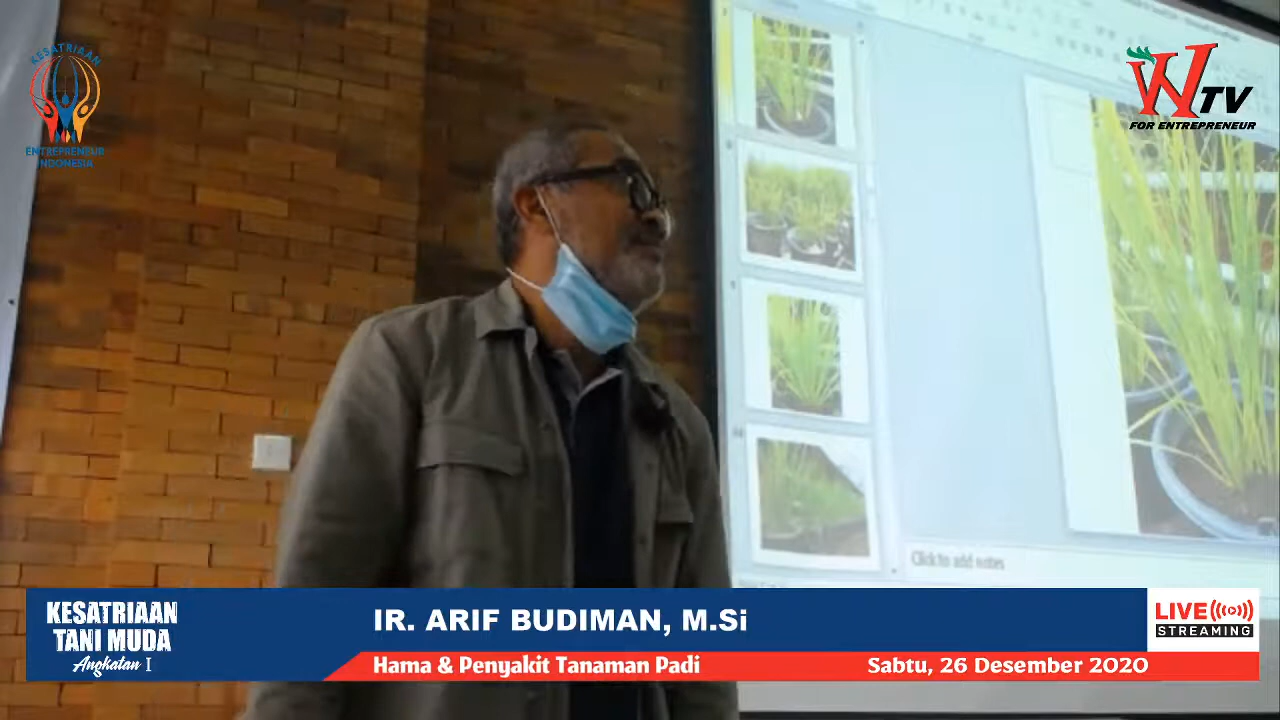 KESATRIAAN
ENTREPRENEUR
INDONESIA
WTV
FOR ENTREPRENEUR
Click to add notes
KESATRIAAN
TANI MUDA
Angkatan I
IR. ARIF BUDIMAN, M.Si
Hama & Penyakit Tanaman Padi
Sabtu, 26 Desember 2020
LIVE
STREAMING